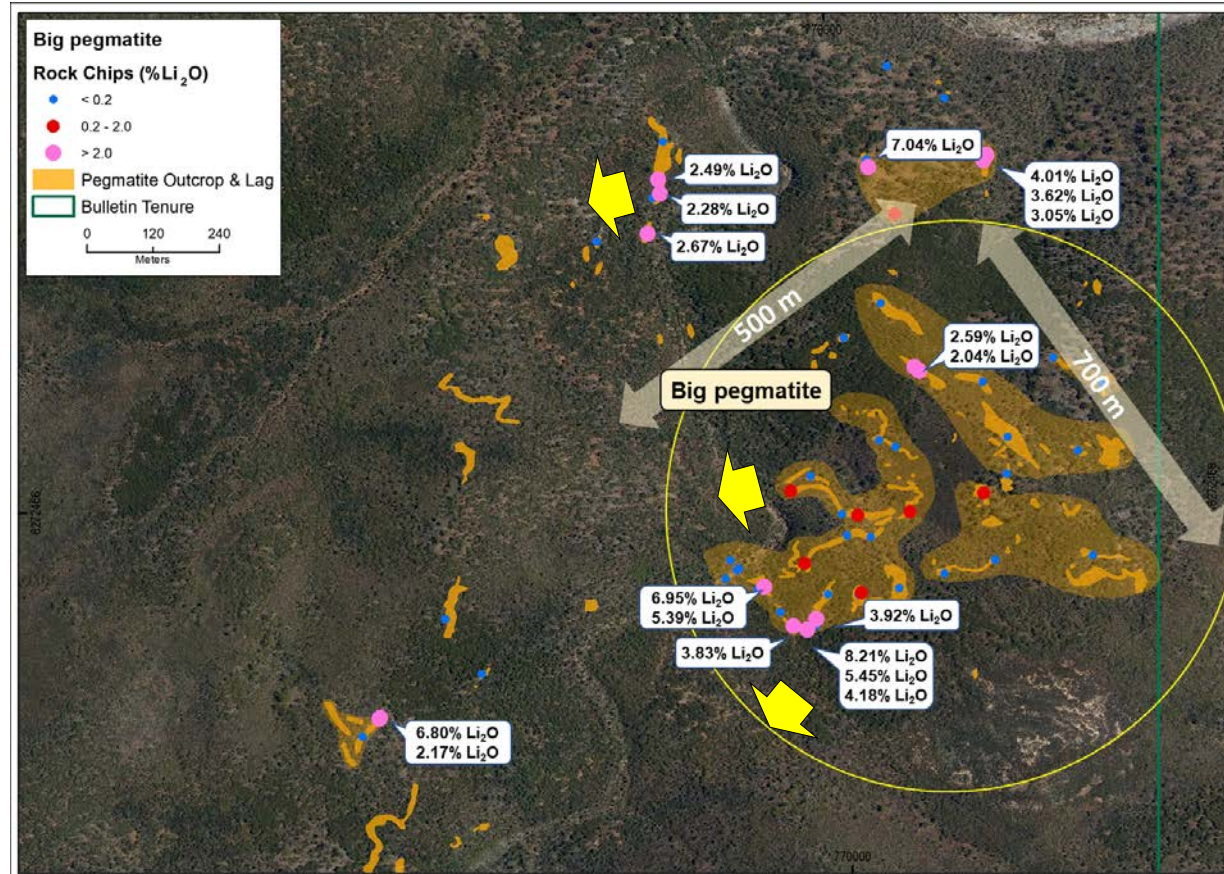 Big pegmatite
Rock Chips (%Li₂O)
< 0.2
0.2 - 2.0
> 2.0
Pegmatite Outcrop & Lag
Bulletin Tenure
0 120 240
Meters
770000
7.04% Li₂O
2.49% Li₂O
2.28% Li₂O
2.67% Li₂O
4.01% Li₂O
3.62% Li₂O
3.05% Li₂O
500 m
700 m
2.59% Li₂O
2.04% Li₂O
Big pegmatite
6.95% Li₂O
5.39% Li₂O
3.92% Li₂O
3.83% Li₂O
8.21% Li₂O
5.45% Li₂O
4.18% Li₂O
6.80% Li₂O
2.17% Li₂O
770000